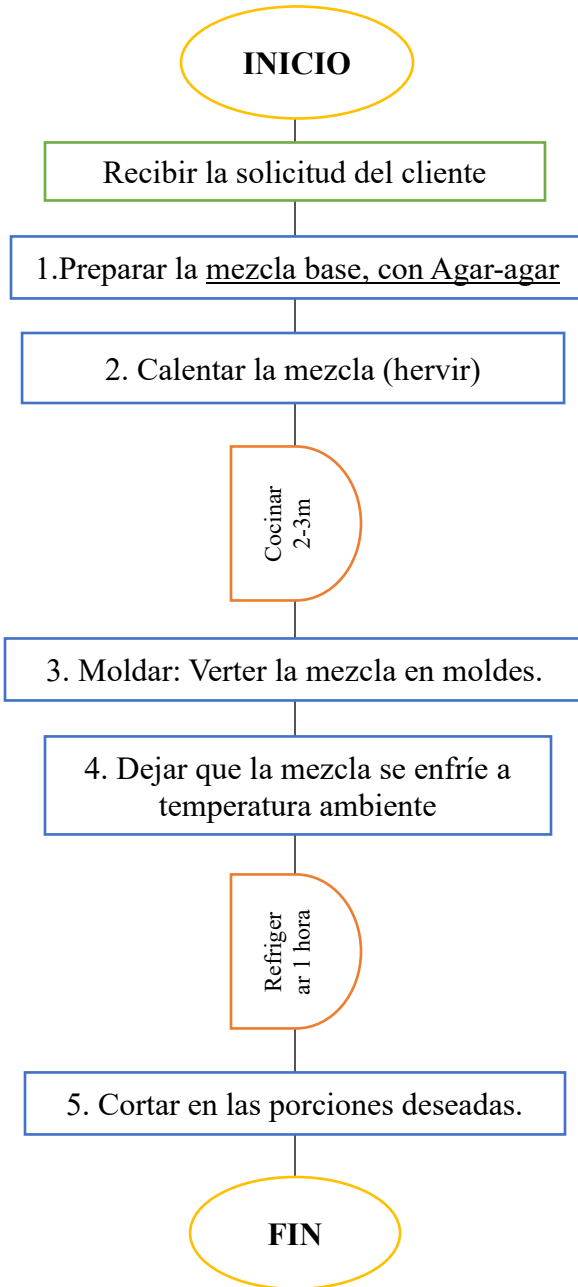 INICIO
Recibir la solicitud del cliente
1.Preparar la mezcla base, con Agar-agar
2. Calentar la mezcla (hervir)
Cocinar
2-3m
3. Moldar: Verter la mezcla en moldes.
4. Dejar que la mezcla se enfríe a
temperatura ambiente
Refriger
ar 1 hora
5. Cortar en las porciones deseadas.
FIN